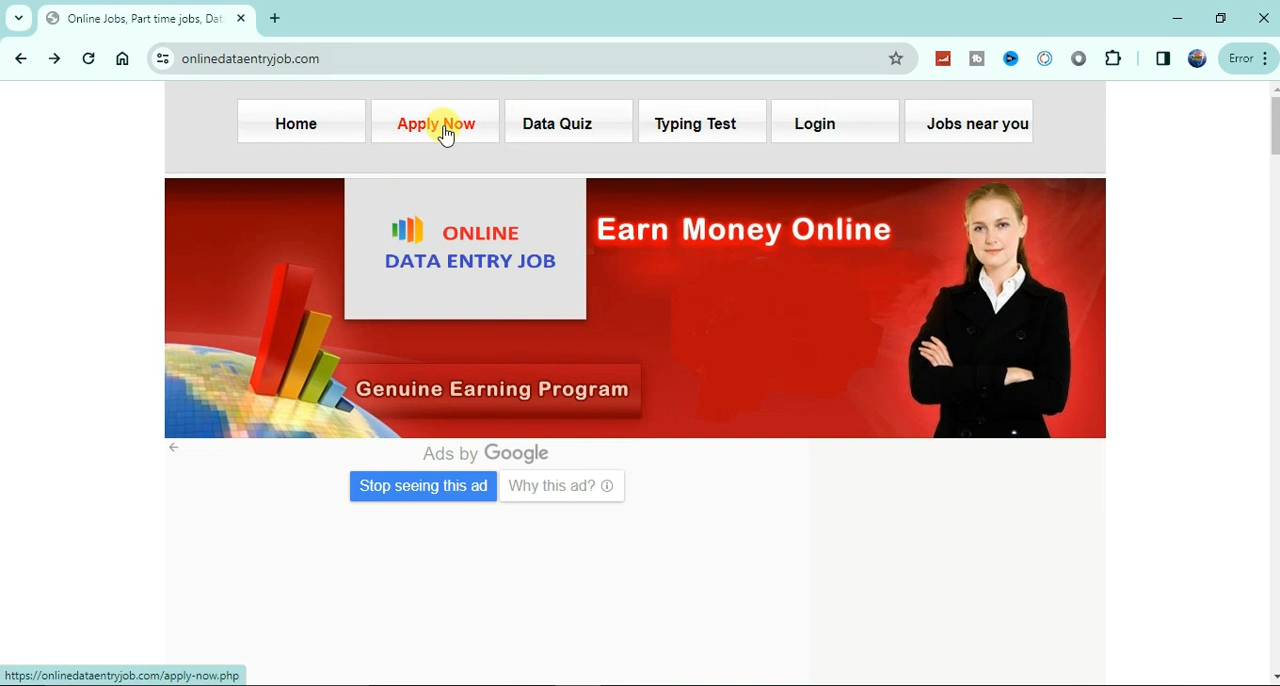 Online Jobs, Part time jobs, Dat
onlinedataentryjob.com
Error
Home
Apply Now
Data Quiz
Typing Test
Login
Jobs near you
ONLINE
DATA ENTRY JOB
Earn Money Online
Genuine Earning Program
Ads by Google
Stop seeing this ad
Why this ad?
https://onlinedataentryjob.com/apply-now.php